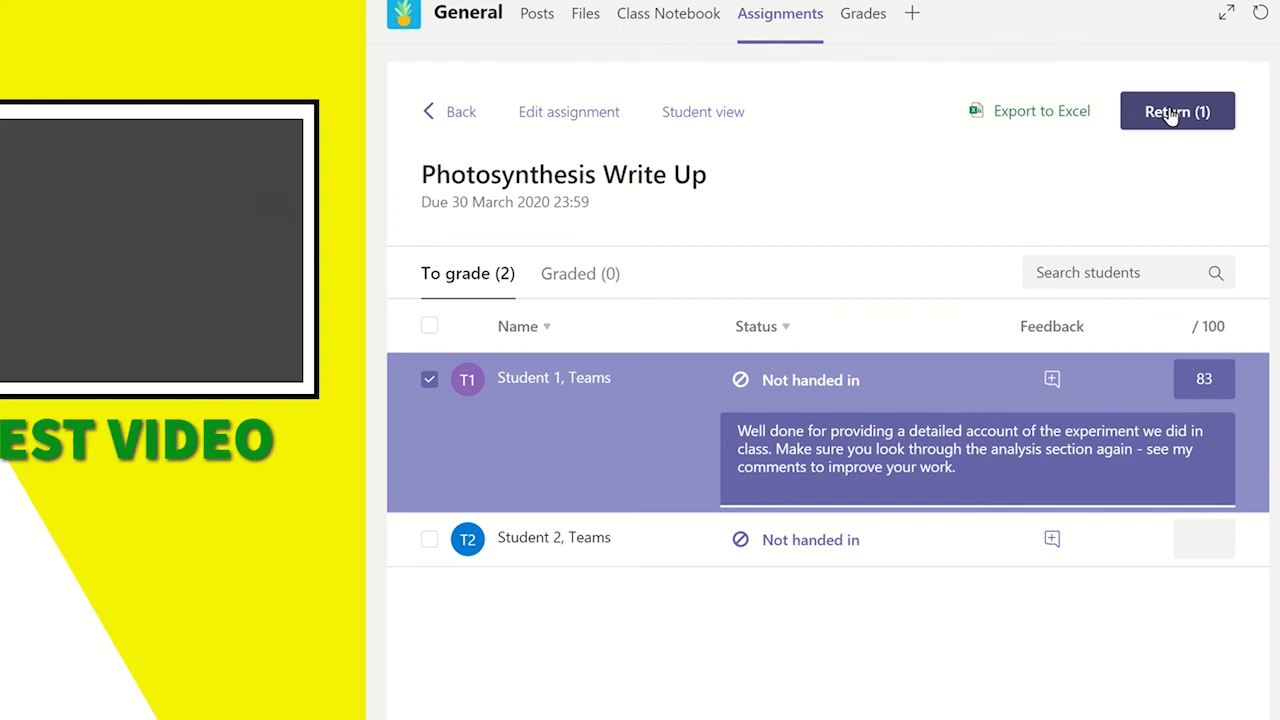 General Posts Files Class Notebook Assignments Grades
Back Edit assignment Student view Export to Excel Return (1)
Photosynthesis Write Up
Due 30 March 2020 23:59
To grade (2) Graded (0) Search students
Name Status Feedback / 100
T1 Student 1, Teams Not handed in 83
Well done for providing a detailed account of the experiment we did in
class. Make sure you look through the analysis section again - see my
comments to improve your work.
T2 Student 2, Teams Not handed in
EST VIDEO